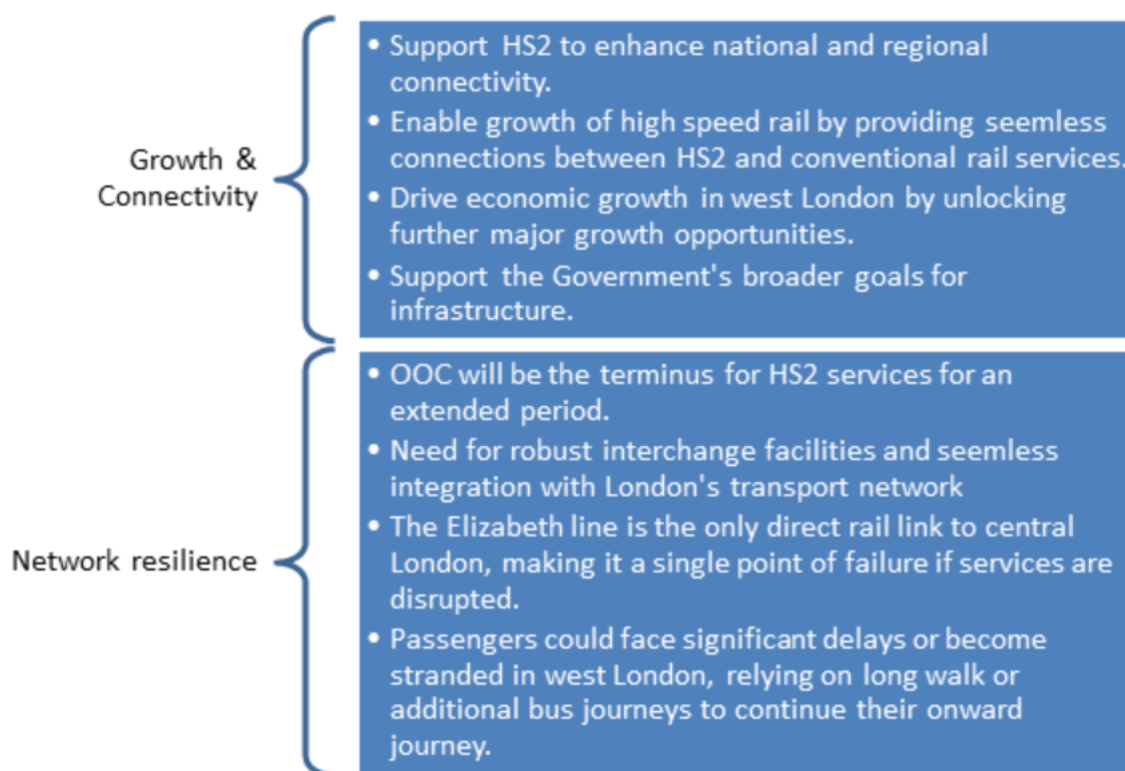 Growth &
Connectivity
• Support HS2 to enhance national and regional
connectivity.
• Enable growth of high speed rail by providing seemless
connections between HS2 and conventional rail services.
• Drive economic growth in west London by unlocking
further major growth opportunities.
• Support the Government's broader goals for
infrastructure.
Network resilience
• OOC will be the terminus for HS2 services for an
extended period.
• Need for robust interchange facilities and seemless
integration with London's transport network
• The Elizabeth line is the only direct rail link to central
London, making it a single point of failure if services are
disrupted.
• Passengers could face significant delays or become
stranded in west London, relying on long walk or
additional bus journeys to continue their onward
journey.